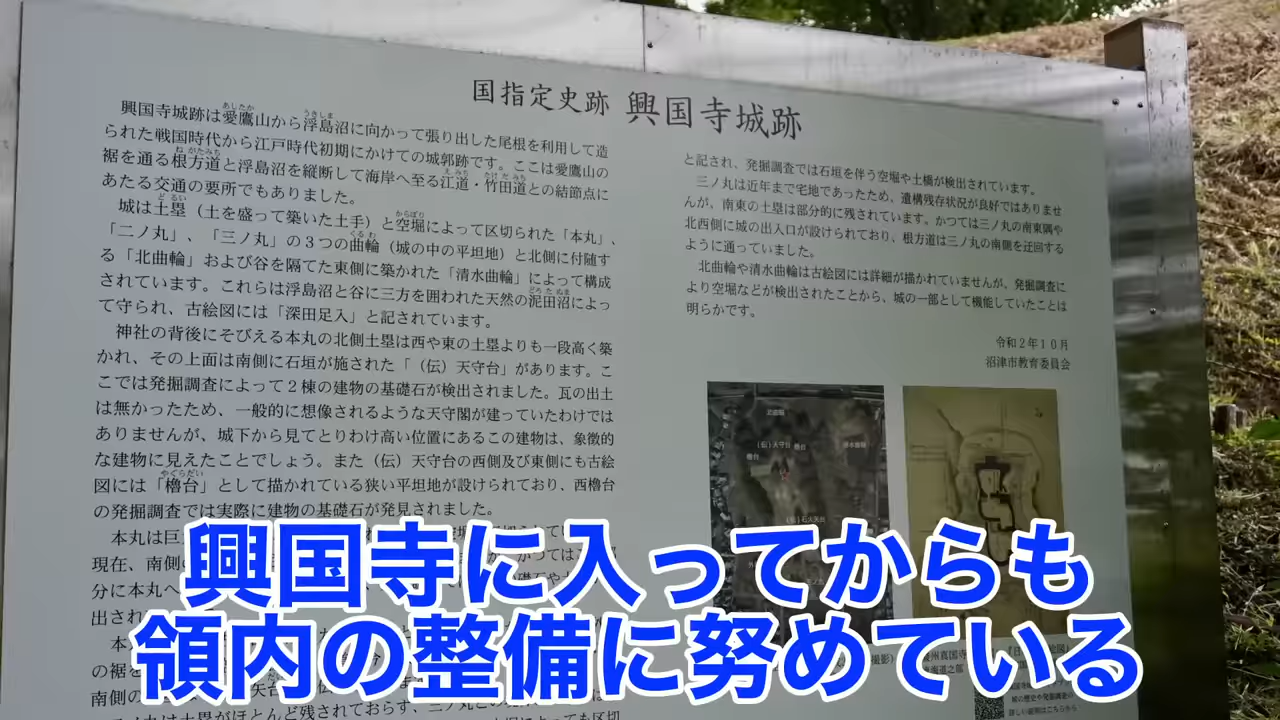 国指定史跡 興国寺城跡
興国寺城跡は愛鷹山から浮島沼に向かって張り出した尾根を利用して造
られた戦国時代から江戸時代初期にかけての城郭跡です。ここは愛鷹山の
裾を通る根方道と浮島沼を縦断して海岸へ至る江道・竹田道との結節点に
あたる交通の要所でもありました。
城は土塁（土を盛って築いた土手）と空堀によって区切られた「本丸」、
「二ノ丸」、「三ノ丸」の３つの曲輪（城の中の平坦地）と北側に付随す
る「北曲輪」および谷を隔てた東側に築かれた「清水曲輪」によって構成
されています。これらは浮島沼と谷に三方を囲われた天然の泥田沼によっ
て守られ、古絵図には「深田足入」と記されています。
神社の背後にそびえる本丸の北側土塁は西や東の土塁よりも一段高く築
かれ、その上面は南側に石垣が施された「（伝）天守台」があります。こ
こでは発掘調査によって２棟の建物の基礎石が検出されました。瓦の出土
は無かったため、一般的に想像されるような天守閣が建っていたわけでは
ありませんが、城下から見てとりわけ高い位置にあるこの建物は、象徴的
な建物に見えたことでしょう。また（伝）天守台の西側及び東側にも古絵
図には「櫓台」として描かれている狭い平坦地が設けられており、西櫓台
の発掘調査では実際に建物の基礎石が発見されました。
本丸は巨
現在、南側
分に本丸へ
出され
本
の裾を
南側の
と記され、発掘調査では石垣を伴う空堀や土橋が検出されています。
三ノ丸は近年まで宅地であったため、遺構残存状況が良好ではありませ
んが、南東の土塁は部分的に残されています。かつては三ノ丸の南東隅や
北西側に城の出入口が設けられており、根方道は三ノ丸の南側を迂回する
ように通っていました。
北曲輪や清水曲輪は古絵図には詳細が描かれていませんが、発掘調査に
より空堀などが検出されたことから、城の一部として機能していたことは
明らかです。
令和２年１０月
沼津市教育委員会
北曲輪
（伝）天守台
清水曲輪
興国寺に入ってからも
領内の整備に努めている